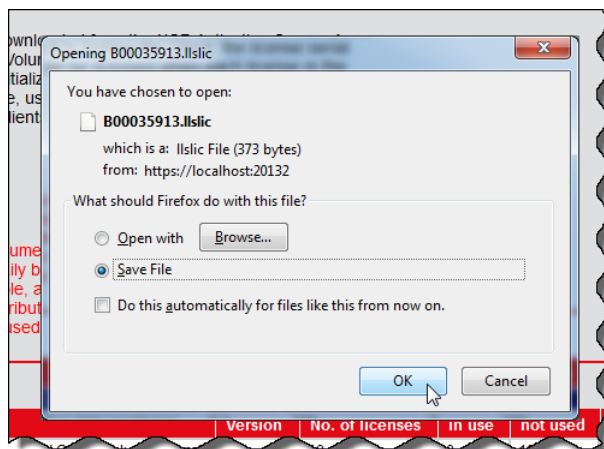 Opening B00035913.llslic
You have chosen to open:
B00035913.llslic
which is a: llslic File (373 bytes)
from: https://localhost:20132
What should Firefox do with this file?
Open with Browse...
Save File
Do this automatically for files like this from now on.
OK Cancel
Version No. of licenses in use not used